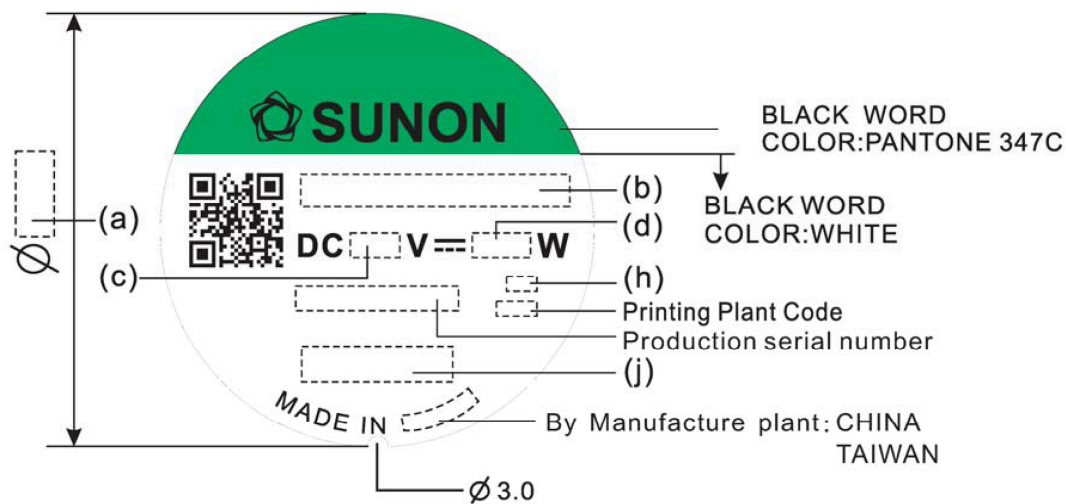 SUNON
BLACK WORD
COLOR:PANTONE 347C
(b)
(a)
BLACK WORD
COLOR:WHITE
(d)
DC V⎓ W
Ø
(c)
(h)
Printing Plant Code
Production serial number
(j)
MADE IN
By Manufacture plant: CHINA
TAIWAN
Ø 3.0